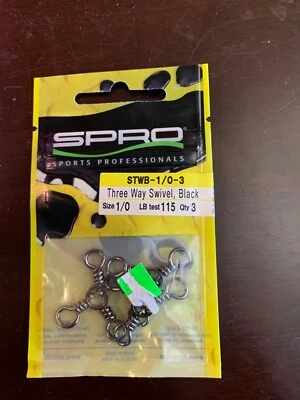 SPRO
SPORTS PROFESSIONALS
STWB-1/0-3
Three Way Swivel, Black
Size 1/0 LB test 115 Qty 3